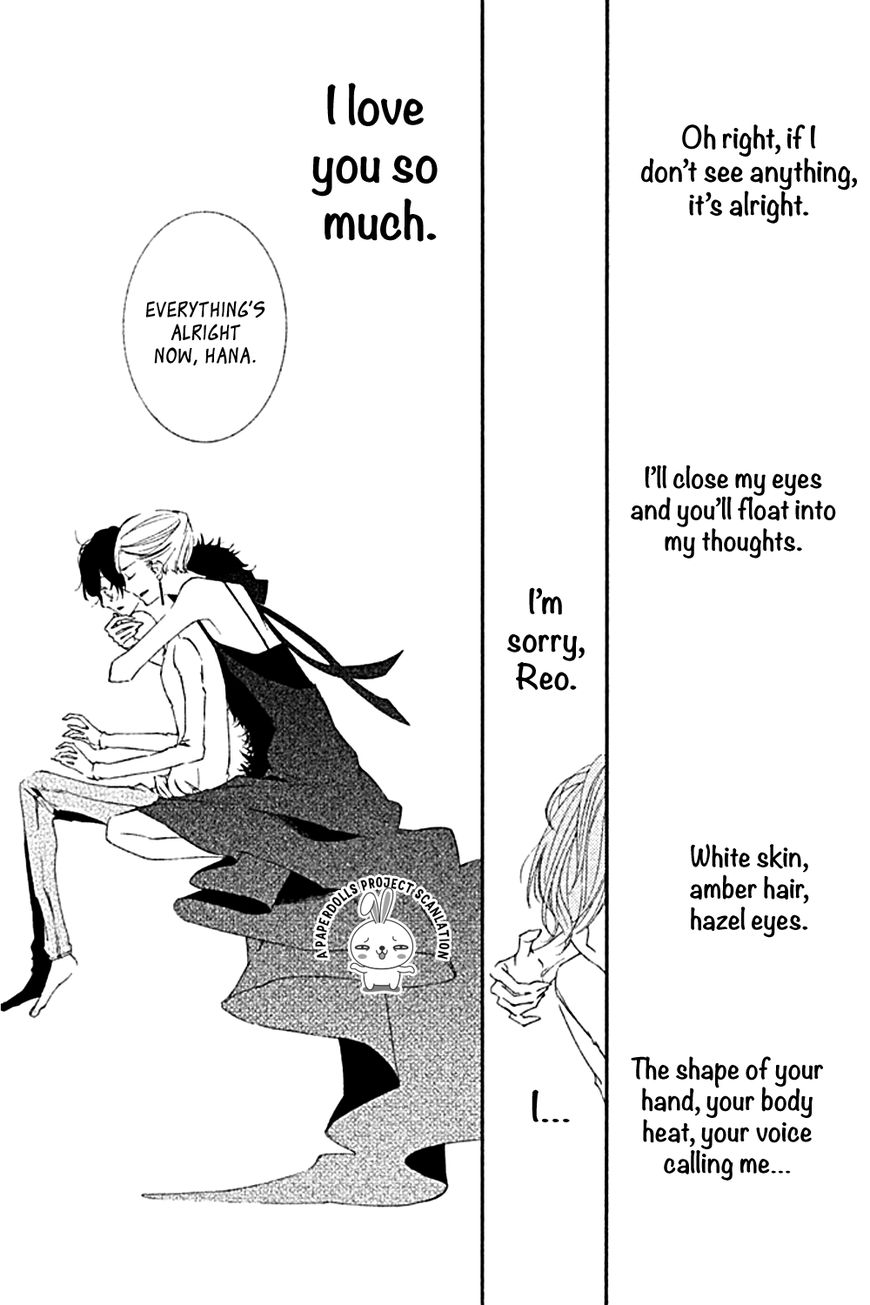 Oh right, if I
don't see anything,
it's alright.
I'll close my eyes
and you'll float into
my thoughts.
White skin,
amber hair,
hazel eyes.
The shape of your
hand, your body
heat, your voice
calling me...
I'm
sorry,
Reo.
I...
I love
you so
much.
EVERYTHING'S
ALRIGHT
NOW, HANA.
A PAPERDOLLS PROJECT SCANLATION